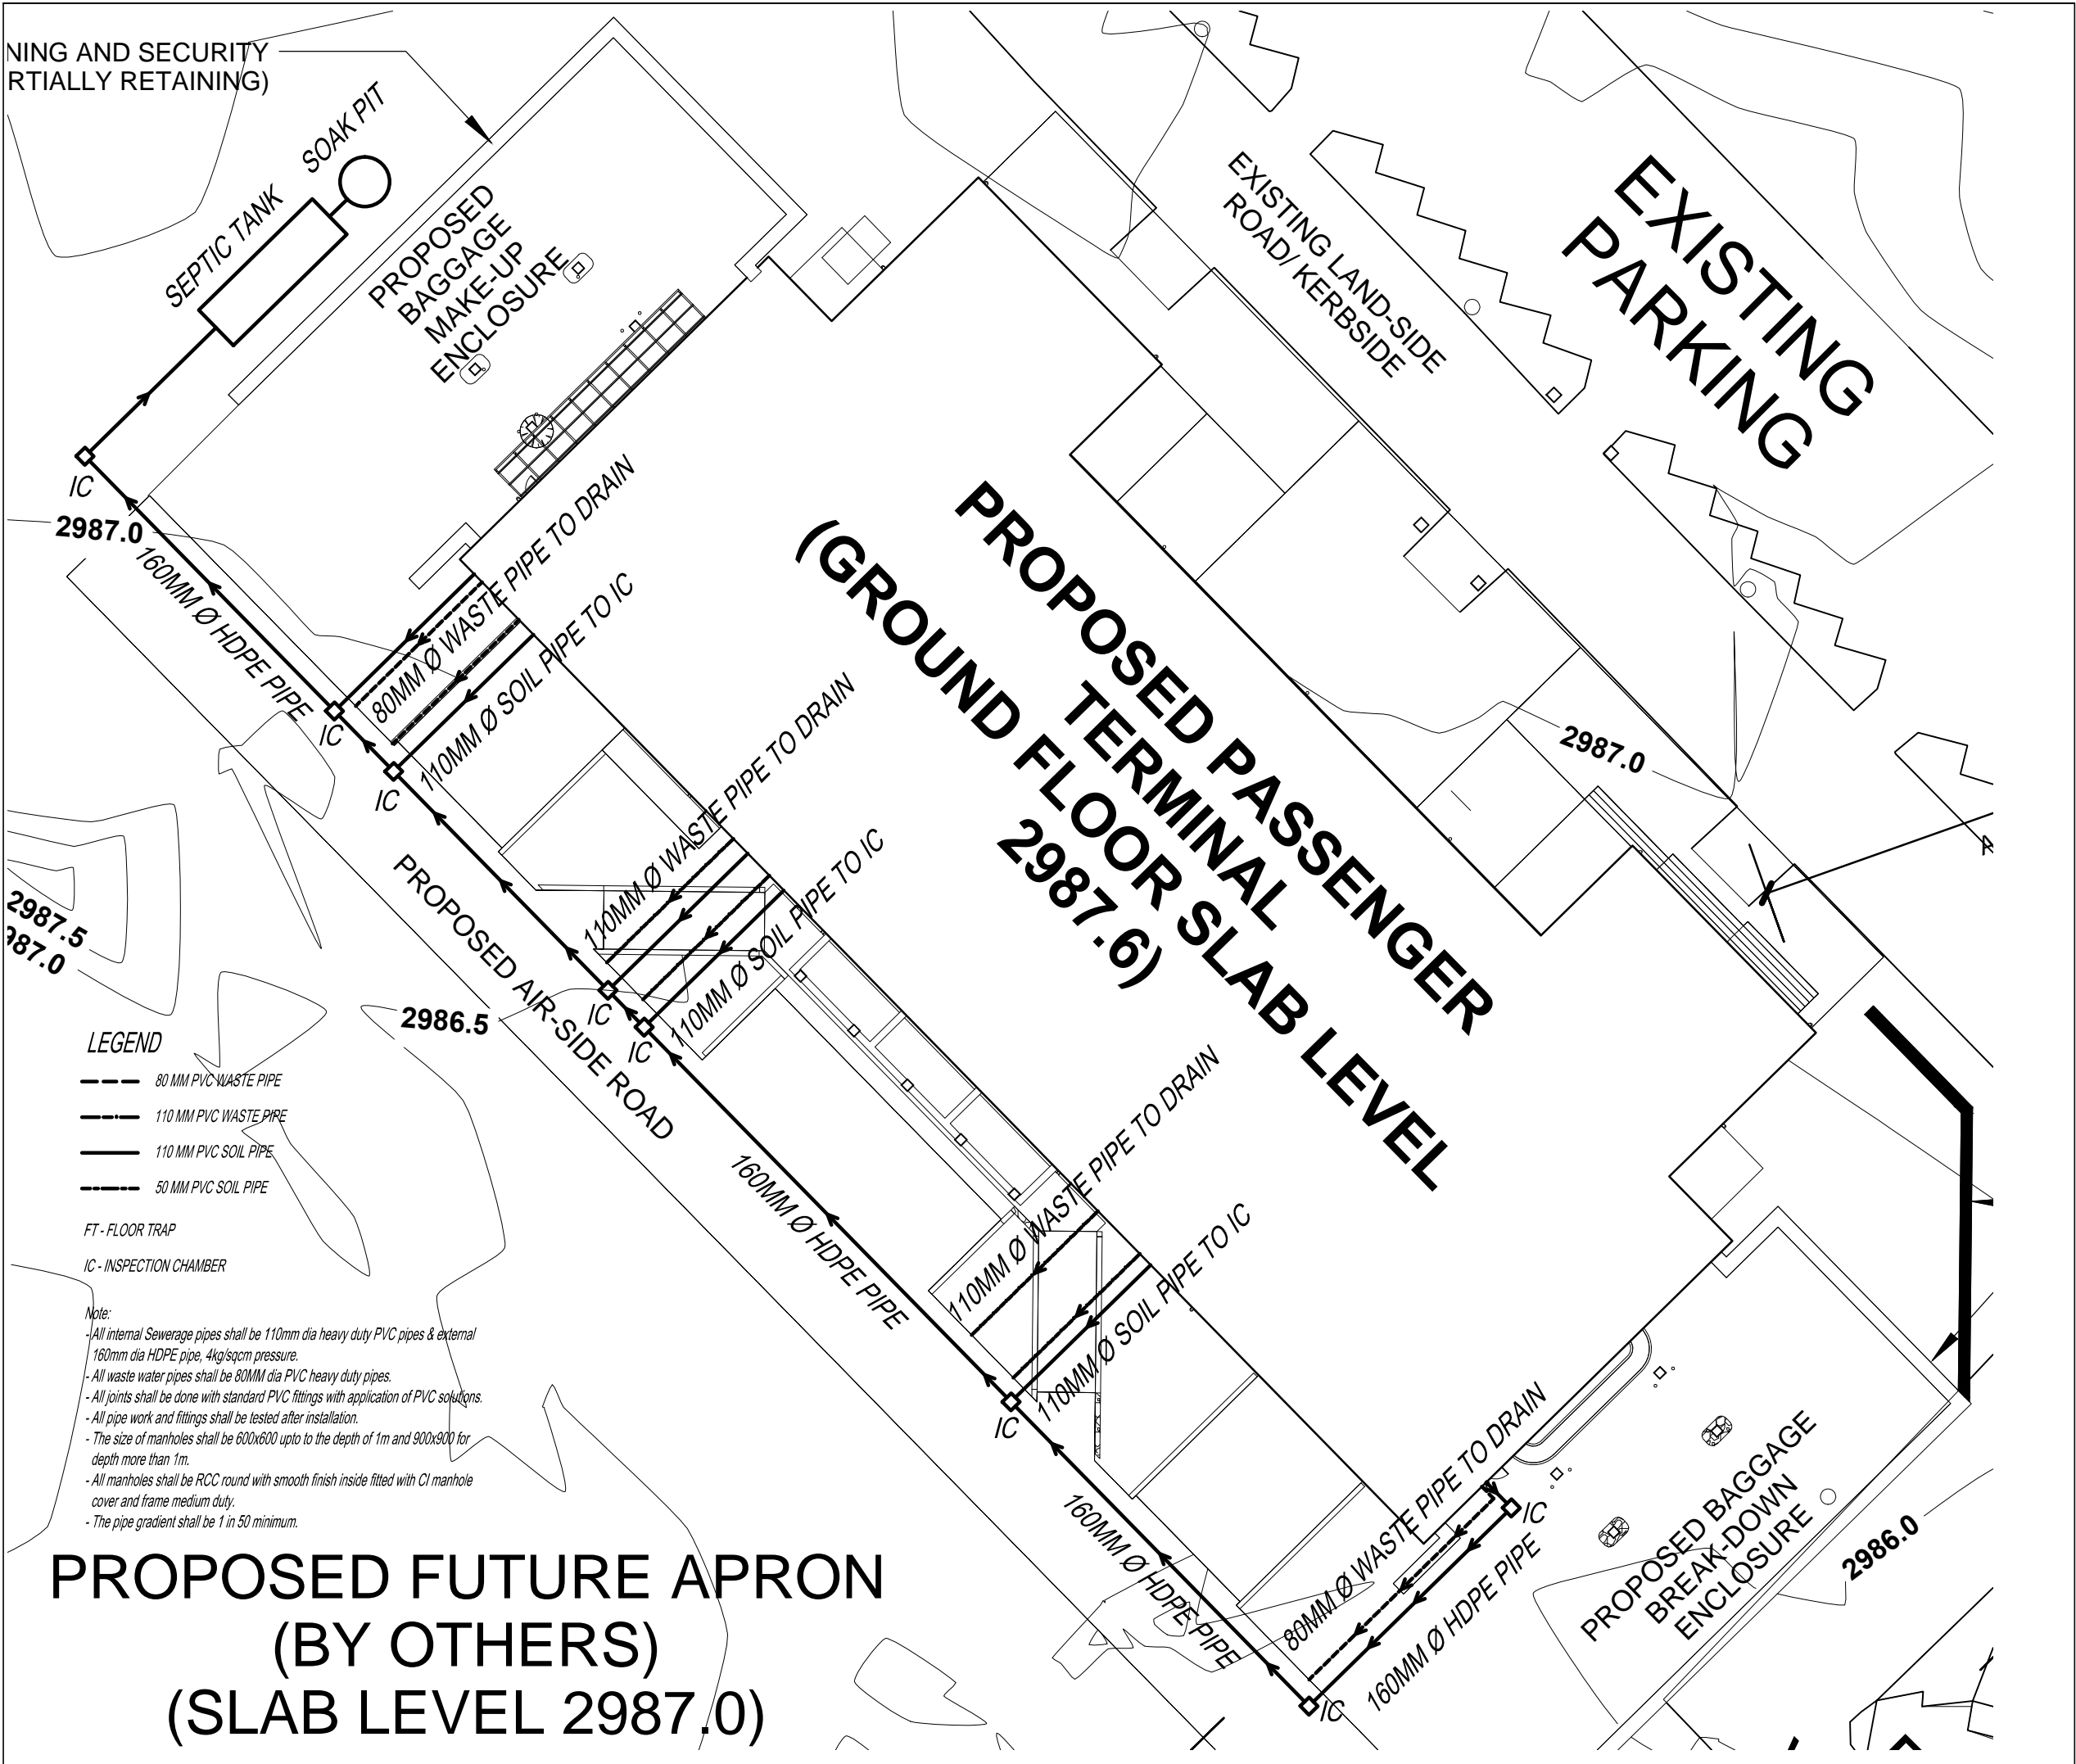 NING AND SECURITY
RTIALLY RETAINING)
SOAK PIT
SEPTIC TANK
PROPOSED
BAGGAGE
MAKE-UP
ENCLOSURE
EXISTING LAND-SIDE
ROAD/ KERBSIDE
EXISTING
PARKING
IC
2987.0
160MM Ø HDPE PIPE
80MM Ø WASTE PIPE TO DRAIN
110MM Ø SOIL PIPE TO IC
IC
IC
PROPOSED PASSENGER
TERMINAL
(GROUND FLOOR SLAB LEVEL
2987.6)
2987.0
110MM Ø WASTE PIPE TO DRAIN
110MM Ø SOIL PIPE TO IC
IC
IC
2987.5
987.0
PROPOSED AIR-SIDE ROAD
2986.5
LEGEND
80 MM PVC WASTE PIPE
110 MM PVC WASTE PIPE
110 MM PVC SOIL PIPE
50 MM PVC SOIL PIPE
FT - FLOOR TRAP
IC - INSPECTION CHAMBER
160MM Ø HDPE PIPE
110MM Ø WASTE PIPE TO DRAIN
110MM Ø SOIL PIPE TO IC
IC
160MM Ø HDPE PIPE
80MM Ø WASTE PIPE TO DRAIN
160MM Ø HDPE PIPE
IC
IC
PROPOSED BAGGAGE
BREAK-DOWN
ENCLOSURE
2986.0
Note:
- All internal Sewerage pipes shall be 110mm dia heavy duty PVC pipes & external
160mm dia HDPE pipe, 4kg/sqcm pressure.
- All waste water pipes shall be 80MM dia PVC heavy duty pipes.
- All joints shall be done with standard PVC fittings with application of PVC solutions.
- All pipe work and fittings shall be tested after installation.
- The size of manholes shall be 600x600 upto to the depth of 1m and 900x900 for
depth more than 1m.
- All manholes shall be RCC round with smooth finish inside fitted with CI manhole
cover and frame medium duty.
- The pipe gradient shall be 1 in 50 minimum.
PROPOSED FUTURE APRON
(BY OTHERS)
(SLAB LEVEL 2987.0)